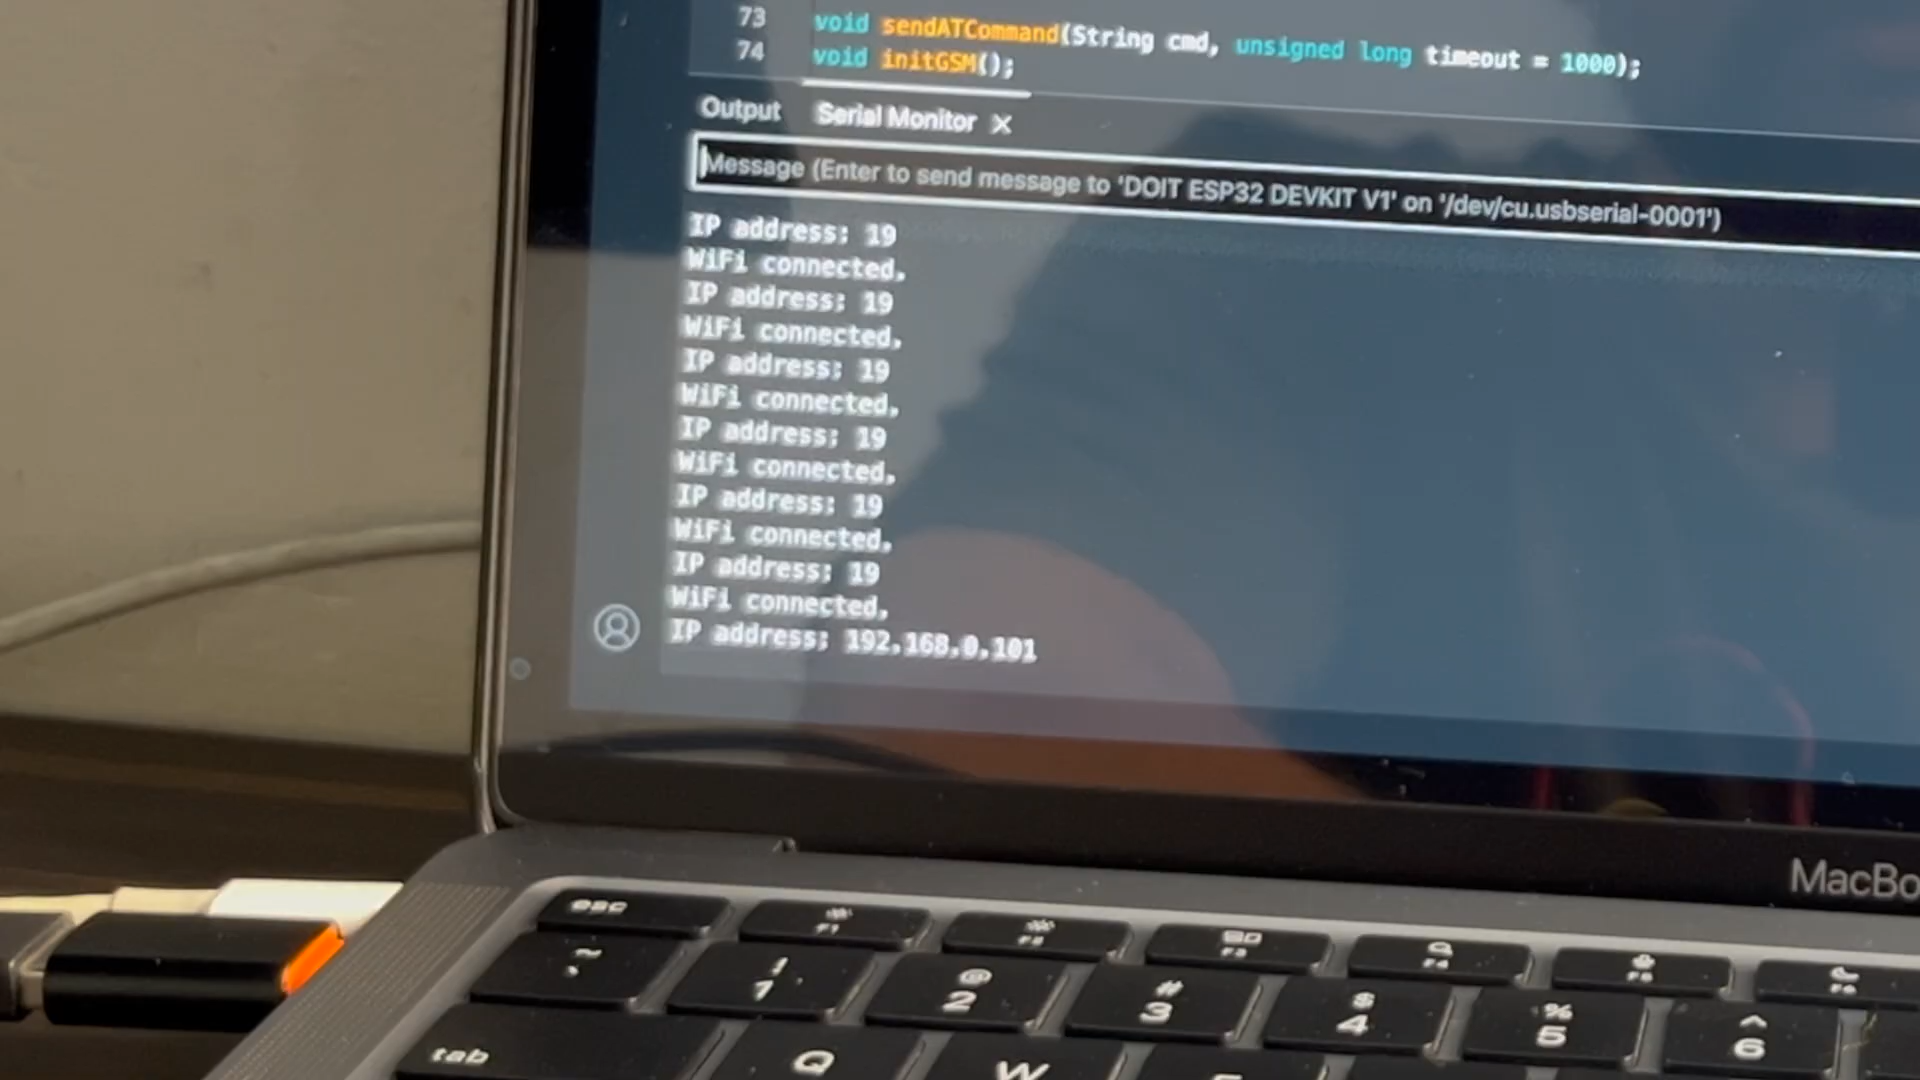 73 void sendATCommand(String cmd, unsigned long timeout = 1000);
74 void initGSM();
Output Serial Monitor X
Message (Enter to send message to 'DOIT ESP32 DEVKIT V1' on '/dev/cu.usbserial-0001')
IP address: 19
WiFi connected,
IP address: 19
WiFi connected,
IP address: 19
WiFi connected,
IP address: 19
WiFi connected,
IP address: 19
WiFi connected,
IP address: 19
WiFi connected,
IP address: 192.168.0.101
MacBo
esc F1 F2 F3 F4 F5 F6
~ ! 1 @ 2 # 3 $ 4 % 5 ^ 6
tab Q W